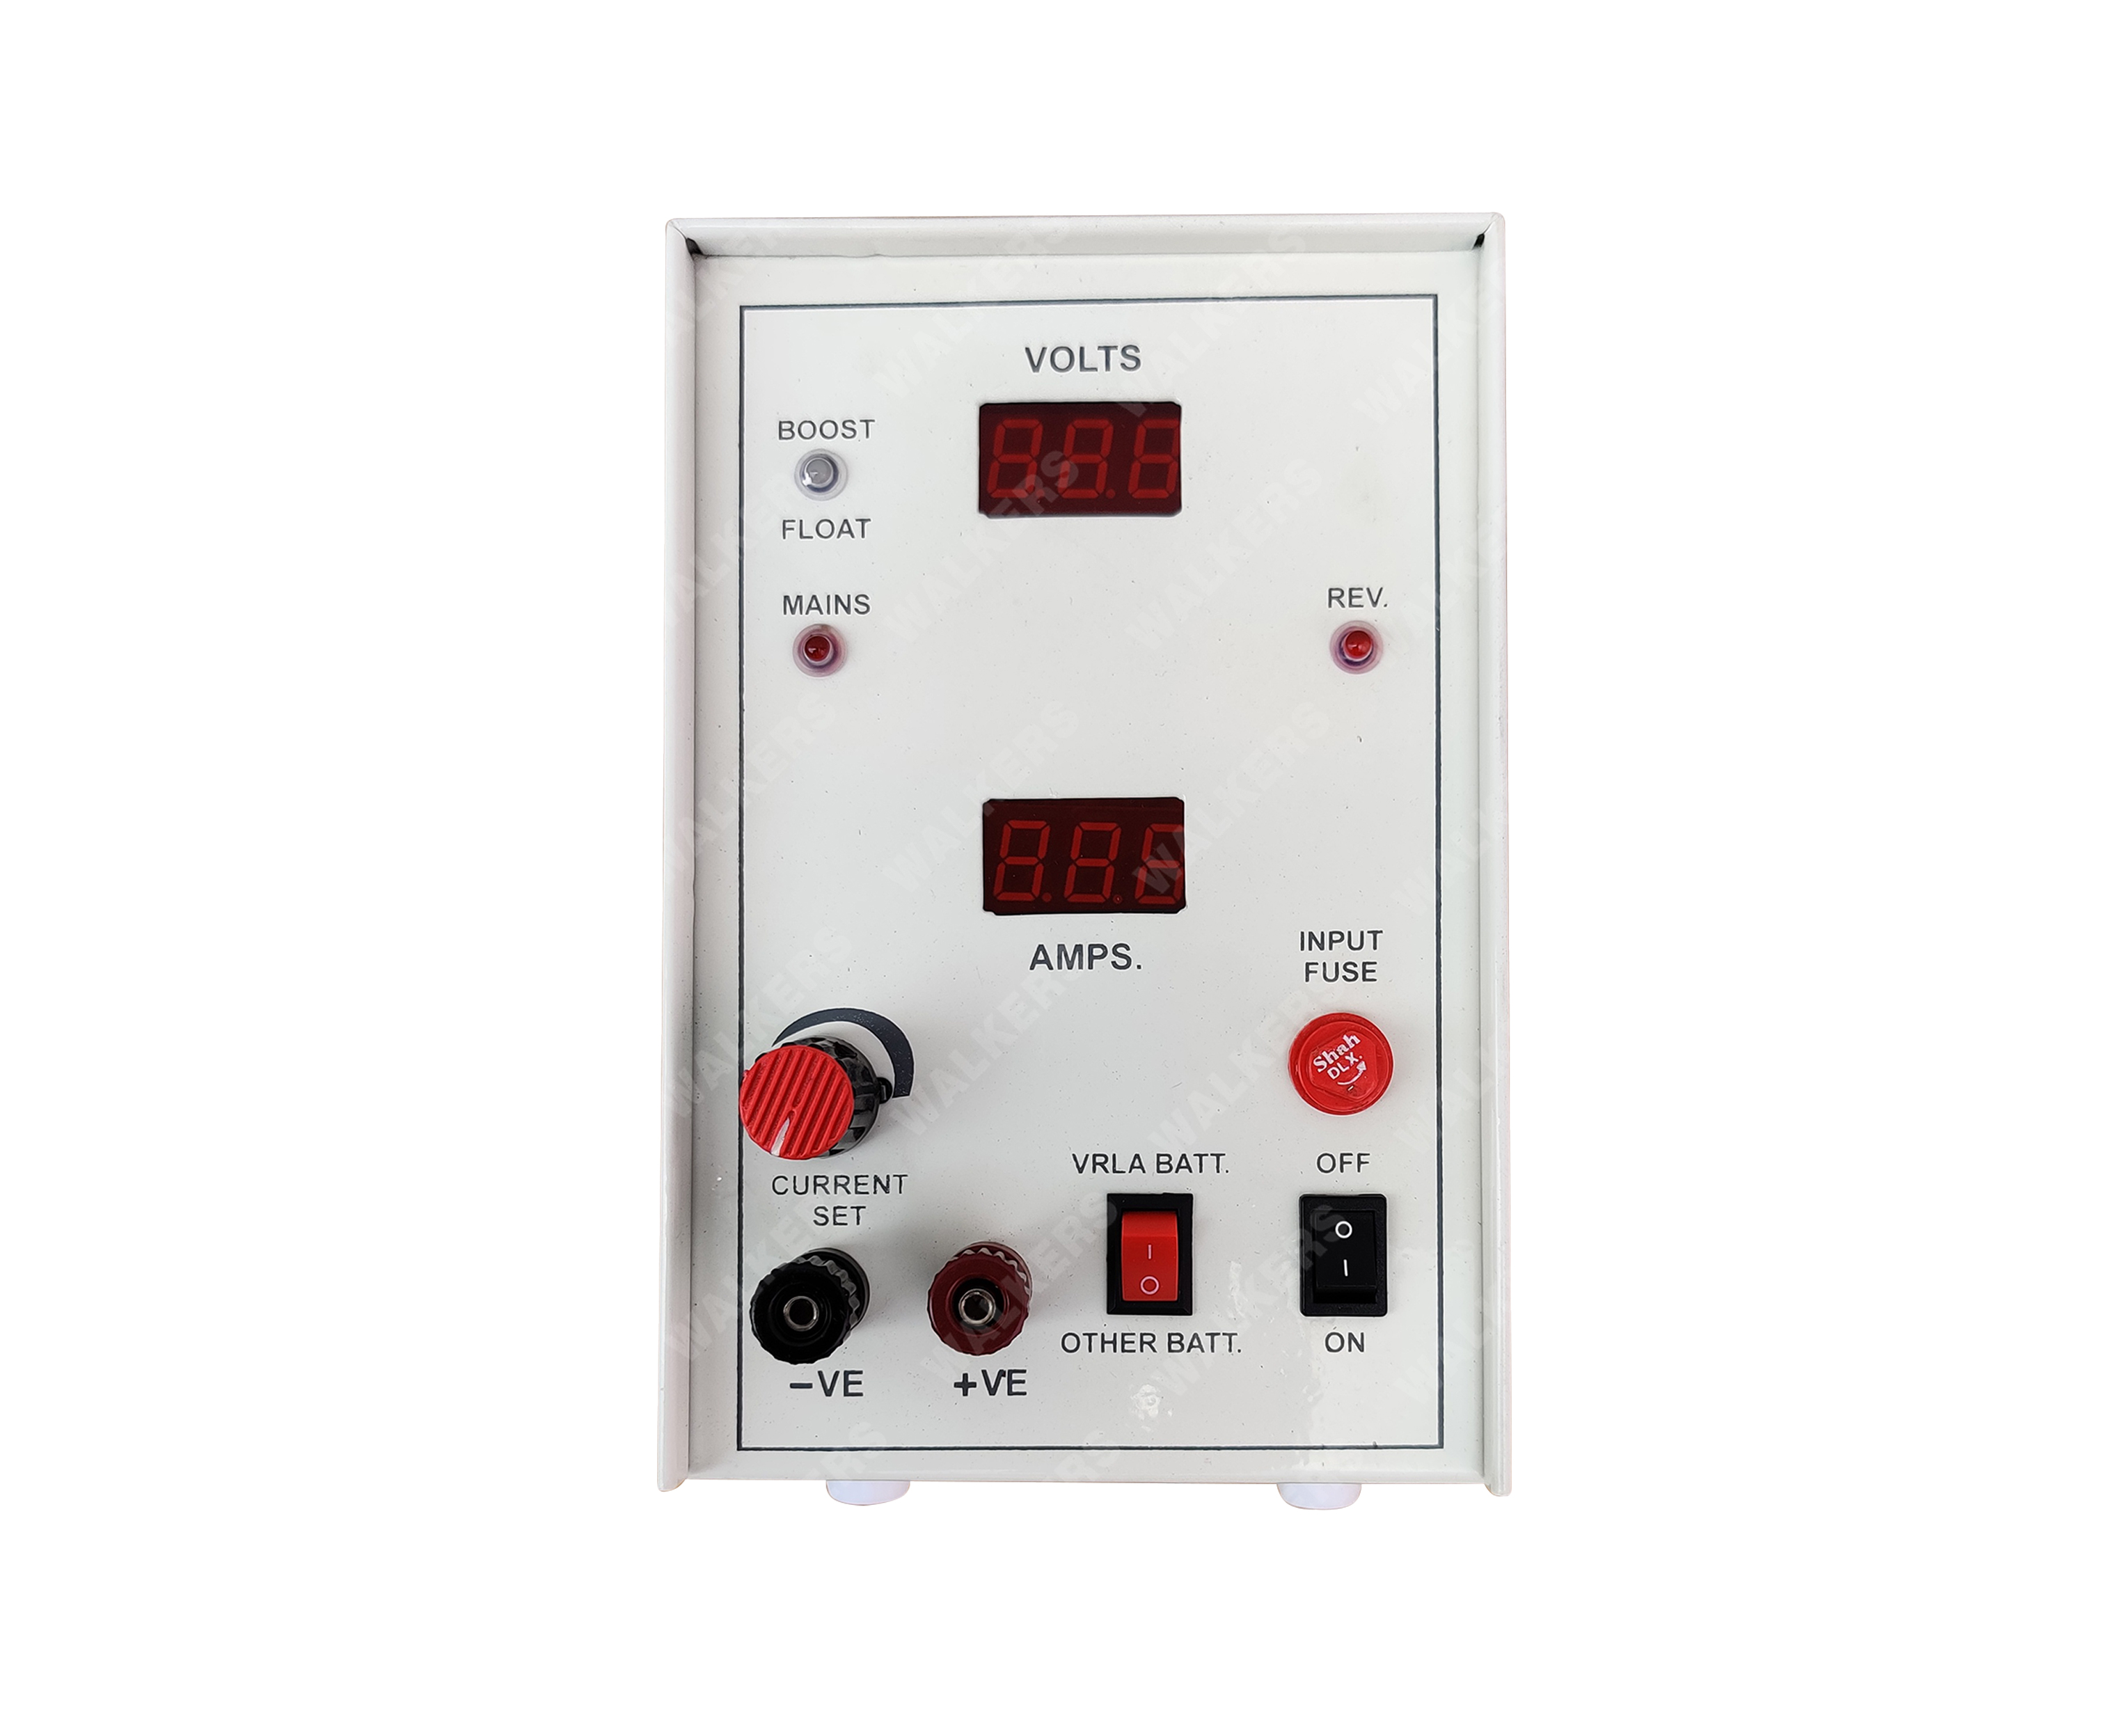 VOLTS
BOOST
FLOAT
MAINS
REV.
AMPS.
INPUT
FUSE
Shah
DLX.
CURRENT
SET
VRLA BATT.
OFF
OTHER BATT.
ON
–VE
+VE
WALKERS